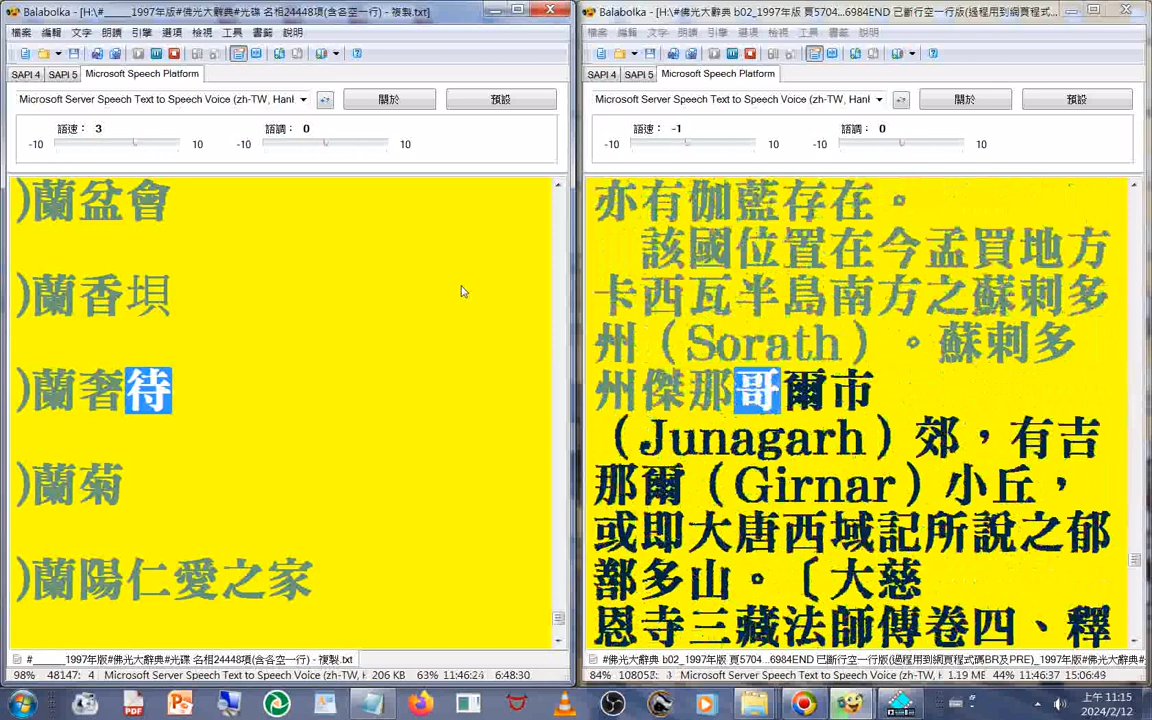 Balabolka - [H:\#_____1997年版#佛光大辭典#光碟 名相24448項(含各空一行) - 複製.txt]
檔案 編輯 文字 朗讀 引擎 選項 檢視 工具 書籤 說明
SAPI 4 SAPI 5 Microsoft Speech Platform
Microsoft Server Speech Text to Speech Voice (zh-TW, Hanl
關於 預設
語速： 3 語調： 0
-10 10 -10 10
)蘭盆會
)蘭香垻
)蘭奢待
)蘭菊
)蘭陽仁愛之家
#_____1997年版#佛光大辭典#光碟 名相24448項(含各空一行) - 複製.txt
98% 48147: 4 Microsoft Server Speech Text to Speech Voice (zh-TW, H 206 KB 63% 11:46:24 6:48:30
Balabolka - [H:\#佛光大辭典 b02_1997年版 頁5704...6984END 已斷行空一行版(過程用到網頁程式...
檔案 編輯 文字 朗讀 引擎 選項 檢視 工具 書籤 說明
SAPI 4 SAPI 5 Microsoft Speech Platform
Microsoft Server Speech Text to Speech Voice (zh-TW, Hanl
關於 預設
語速： -1 語調： 0
-10 10 -10 10
亦有伽藍存在。
該國位置在今孟買地方
卡西瓦半島南方之蘇剌多
州（Sorath）。蘇剌多
州傑那哥爾市
（Junagarh）郊，有吉
那爾（Girnar）小丘，
或即大唐西域記所說之郁
鄯多山。〔大慈
恩寺三藏法師傳卷四、釋
#佛光大辭典 b02_1997年版 頁5704...6984END 已斷行空一行版(過程用到網頁程式碼BR及PRE)_1997年版#
84% 108052: Microsoft Server Speech Text to Speech Voice (zh-TW, H 1.19 MB 44% 11:46:37 15:06:49
PDF
上午 11:15
2024/2/12